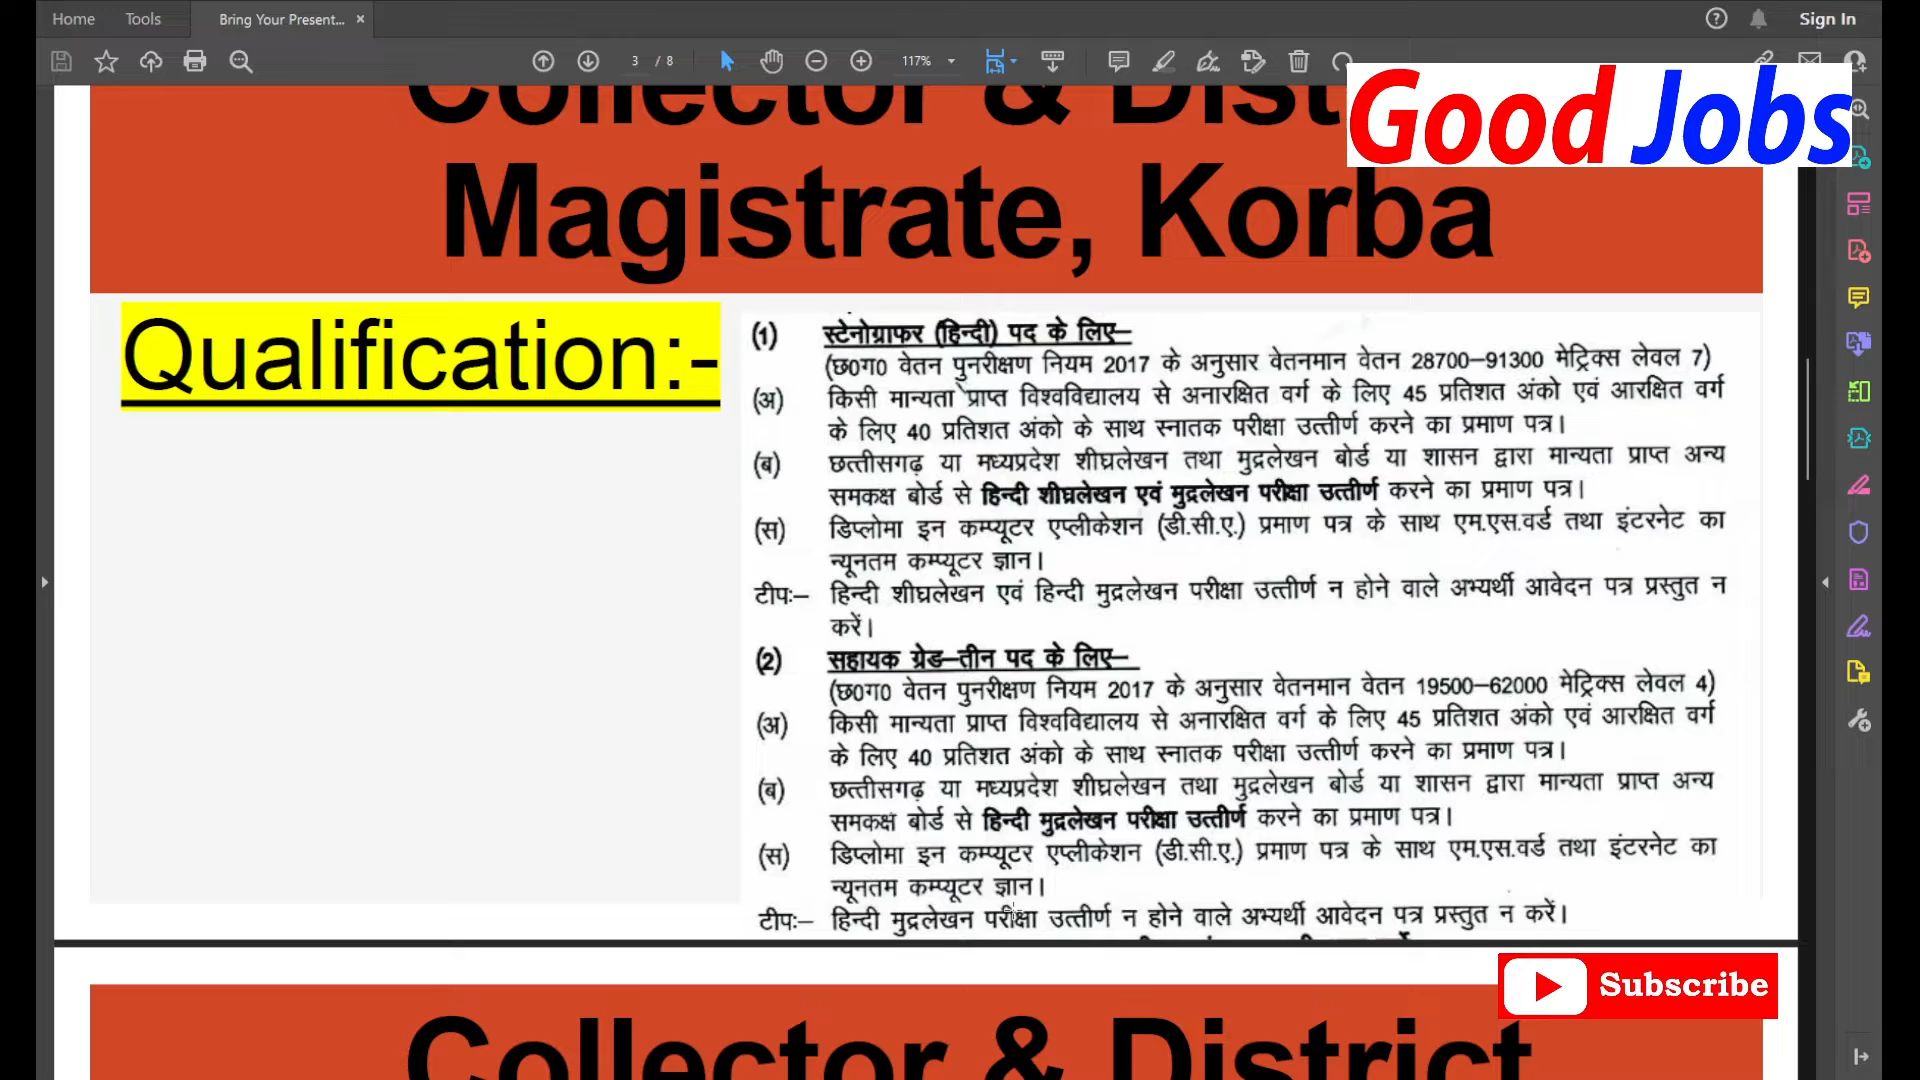 Home Tools Bring Your Present... × Sign In
3 / 8 117%
Good Jobs
Collector & Dist
Magistrate, Korba
Qualification:-
(1) स्टेनोग्राफर (हिन्दी) पद के लिए–
(छ0ग0 वेतन पुनरीक्षण नियम 2017 के अनुसार वेतनमान वेतन 28700–91300 मेट्रिक्स लेवल 7)
(अ) किसी मान्यता प्राप्त विश्वविद्यालय से अनारक्षित वर्ग के लिए 45 प्रतिशत अंको एवं आरक्षित वर्ग
के लिए 40 प्रतिशत अंको के साथ स्नातक परीक्षा उत्तीर्ण करने का प्रमाण पत्र।
(ब) छत्तीसगढ़ या मध्यप्रदेश शीघ्रलेखन तथा मुद्रलेखन बोर्ड या शासन द्वारा मान्यता प्राप्त अन्य
समकक्ष बोर्ड से हिन्दी शीघ्रलेखन एवं मुद्रलेखन परीक्षा उत्तीर्ण करने का प्रमाण पत्र।
(स) डिप्लोमा इन कम्प्यूटर एप्लीकेशन (डी.सी.ए.) प्रमाण पत्र के साथ एम.एस.वर्ड तथा इंटरनेट का
न्यूनतम कम्प्यूटर ज्ञान।
टीपः– हिन्दी शीघ्रलेखन एवं हिन्दी मुद्रलेखन परीक्षा उत्तीर्ण न होने वाले अभ्यर्थी आवेदन पत्र प्रस्तुत न
करें।
(2) सहायक ग्रेड–तीन पद के लिए–
(छ0ग0 वेतन पुनरीक्षण नियम 2017 के अनुसार वेतनमान वेतन 19500–62000 मेट्रिक्स लेवल 4)
(अ) किसी मान्यता प्राप्त विश्वविद्यालय से अनारक्षित वर्ग के लिए 45 प्रतिशत अंको एवं आरक्षित वर्ग
के लिए 40 प्रतिशत अंको के साथ स्नातक परीक्षा उत्तीर्ण करने का प्रमाण पत्र।
(ब) छत्तीसगढ़ या मध्यप्रदेश शीघ्रलेखन तथा मुद्रलेखन बोर्ड या शासन द्वारा मान्यता प्राप्त अन्य
समकक्ष बोर्ड से हिन्दी मुद्रलेखन परीक्षा उत्तीर्ण करने का प्रमाण पत्र।
(स) डिप्लोमा इन कम्प्यूटर एप्लीकेशन (डी.सी.ए.) प्रमाण पत्र के साथ एम.एस.वर्ड तथा इंटरनेट का
न्यूनतम कम्प्यूटर ज्ञान।
टीपः– हिन्दी मुद्रलेखन परीक्षा उत्तीर्ण न होने वाले अभ्यर्थी आवेदन पत्र प्रस्तुत न करें।
Subscribe
Collector & District